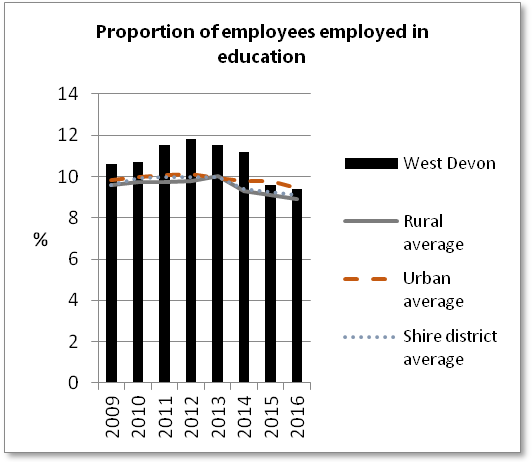 Proportion of employees employed in
education
14
12
10
8
6
4
2
0
%
2009
2010
2011
2012
2013
2014
2015
2016
West Devon
Rural
average
Urban
average
Shire district
average